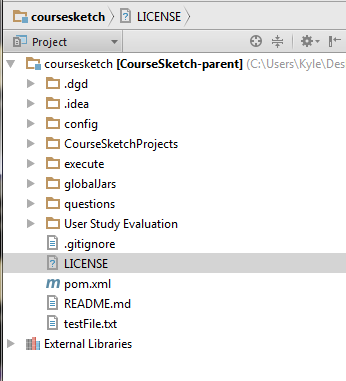 coursesketch LICENSE
Project
coursesketch [CourseSketch-parent] (C:\Users\Kyle\Des
.dgd
.idea
config
CourseSketchProjects
execute
globalJars
questions
User Study Evaluation
.gitignore
LICENSE
m pom.xml
README.md
testFile.txt
External Libraries